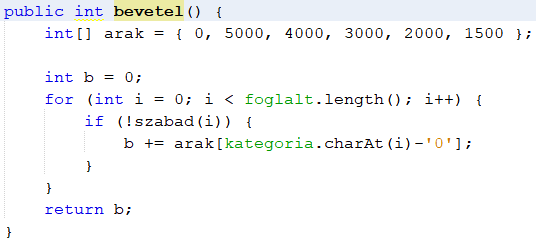 public int bevetel() {
int[] arak = { 0, 5000, 4000, 3000, 2000, 1500 };
int b = 0;
for (int i = 0; i < foglalt.length(); i++) {
if (!szabad(i)) {
b += arak[kategoria.charAt(i)-'0'];
}
}
return b;
}